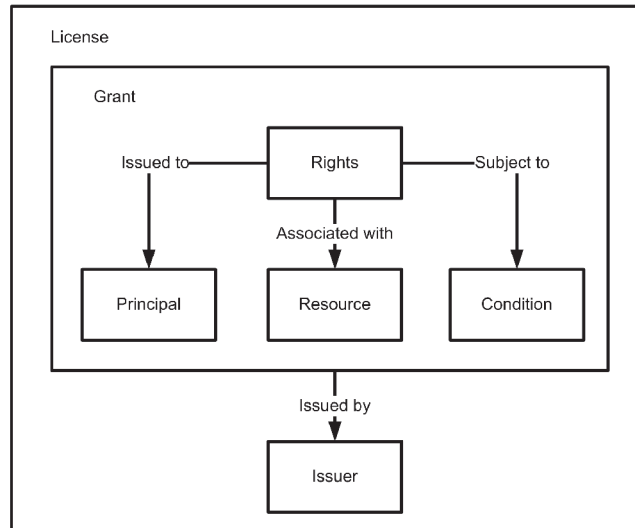 License
Grant
Rights
Issued to
Subject to
Associated with
Principal
Resource
Condition
Issued by
Issuer